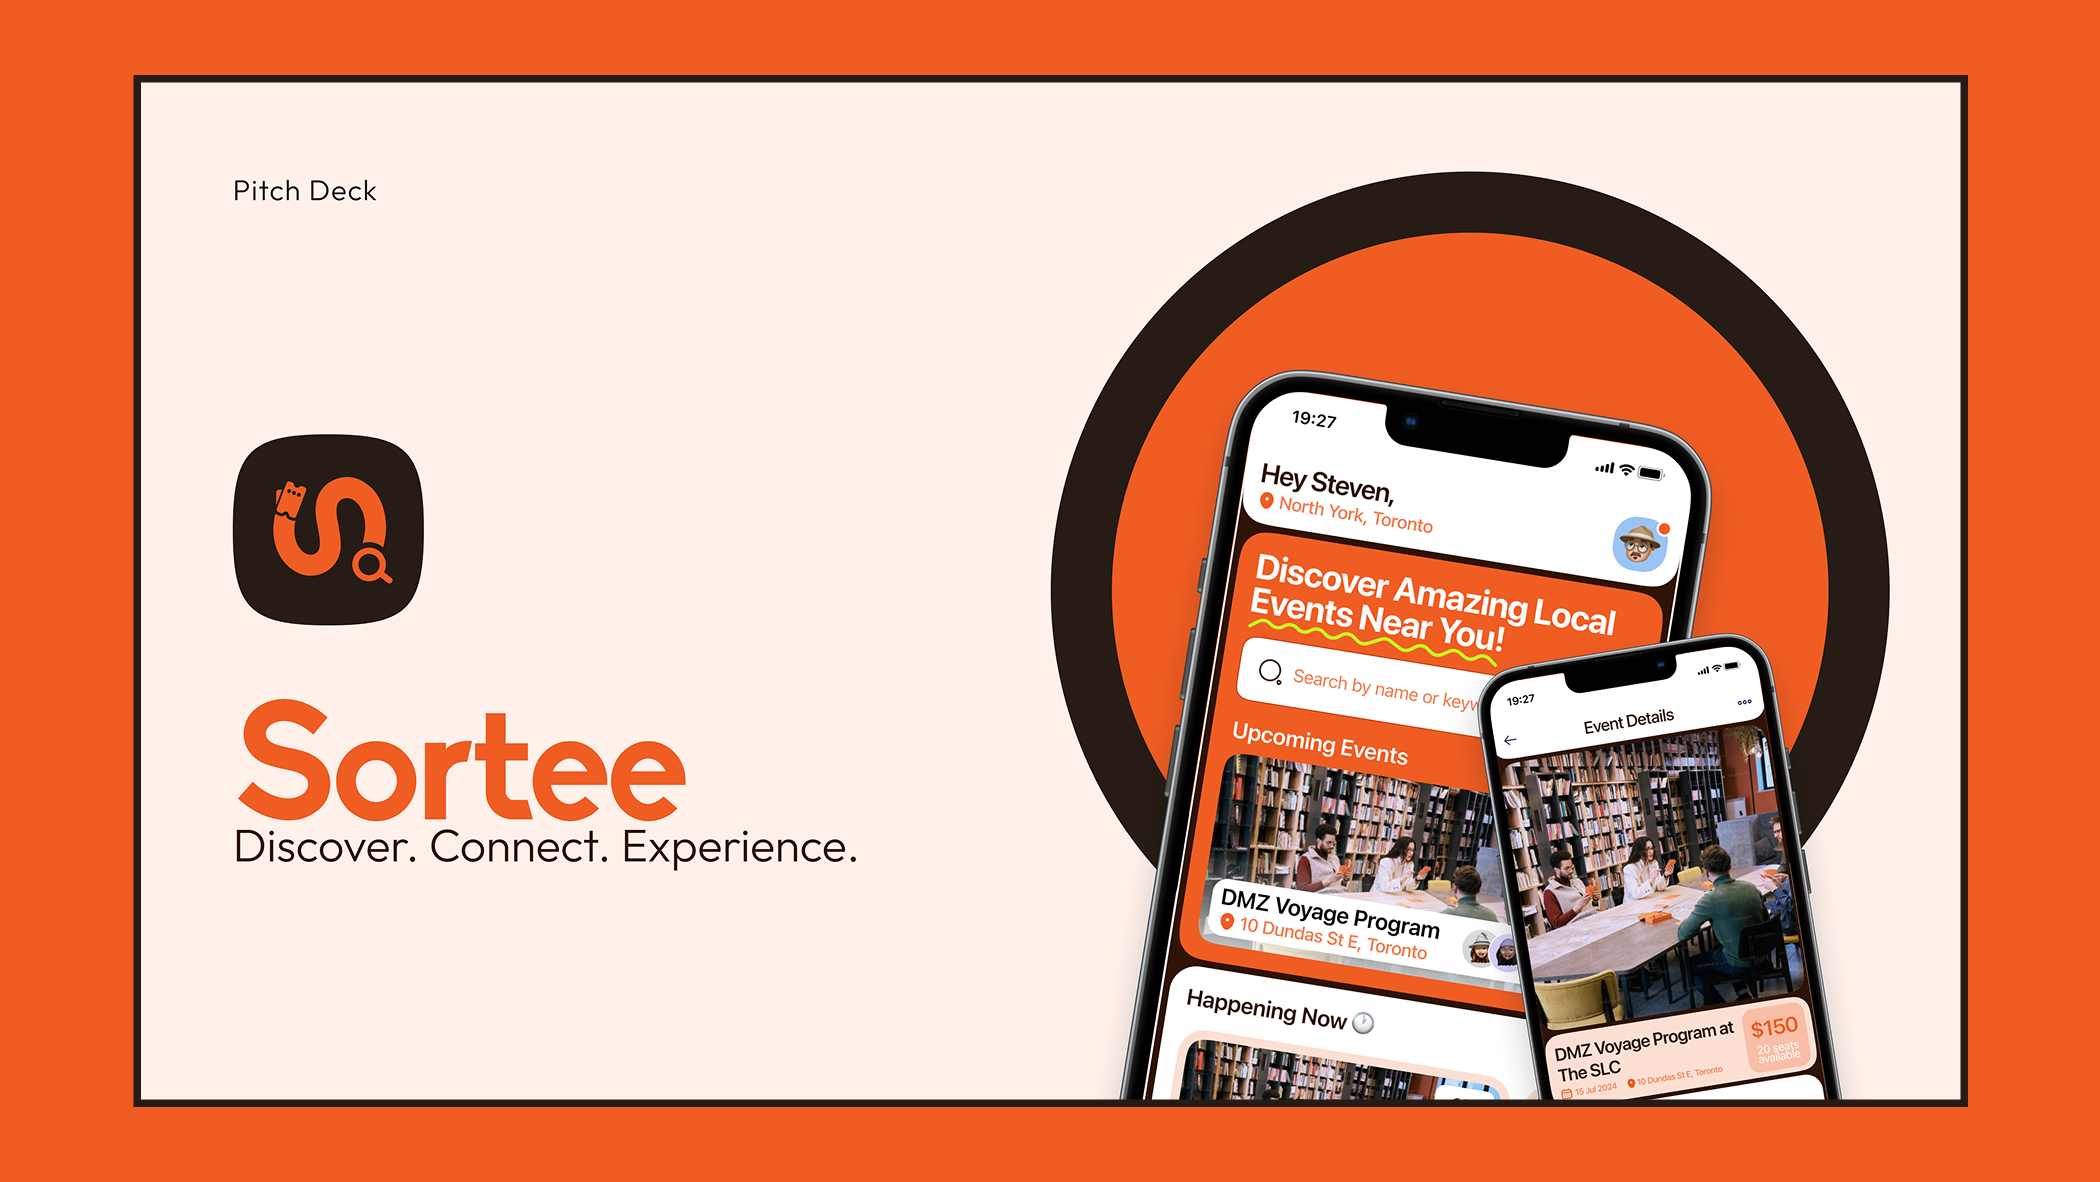 Pitch Deck
Sortee
Discover. Connect. Experience.
19:27
Hey Steven,
North York, Toronto
Discover Amazing Local
Events Near You!
Search by name or keyw
Upcoming Events
DMZ Voyage Program
10 Dundas St E, Toronto
Happening Now
19:27
Event Details
DMZ Voyage Program at
The SLC
15 Jul 2024
10 Dundas St E, Toronto
$150
20 seats
available